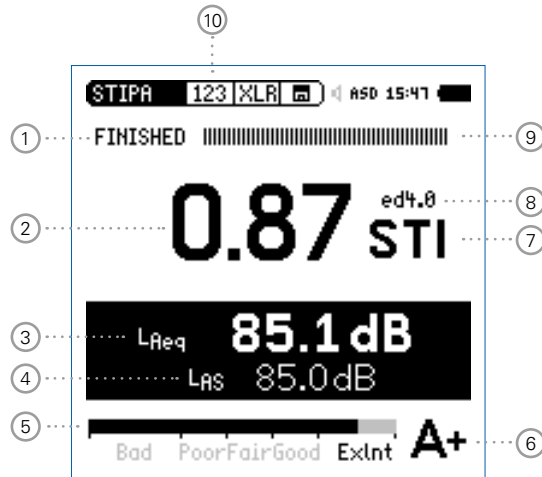 10
STIPA 123 XLR ASD 15:47
1 FINISHED 9
ed4.0 8
2 0.87 STI 7
3 LAeq 85.1 dB
4 LAS 85.0 dB
5
Bad Poor Fair Good Exlnt A+ 6